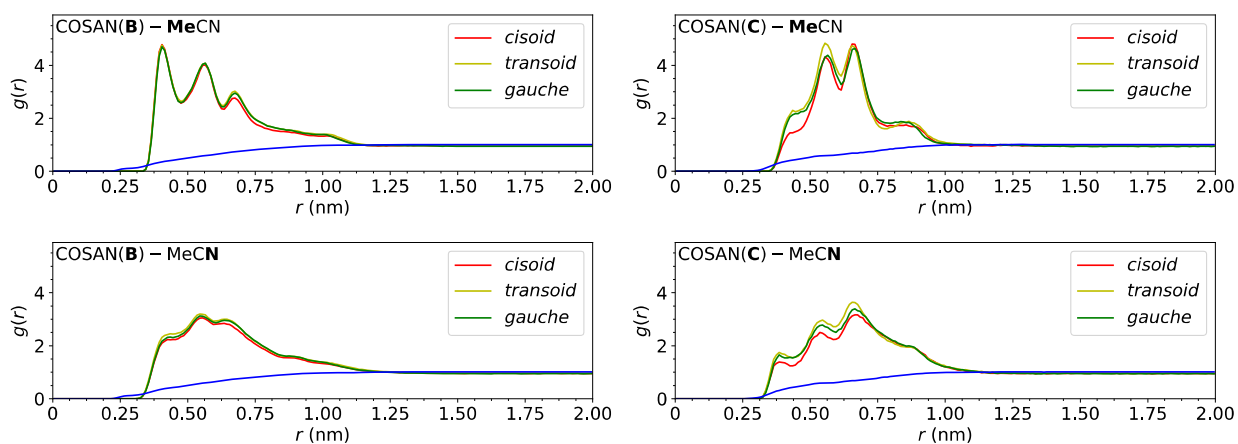 COSAN(B) – MeCN
cisoid
transoid
gauche
g(r)
4
2
0
0 0.25 0.50 0.75 1.00 1.25 1.50 1.75 2.00
r (nm)
COSAN(C) – MeCN
cisoid
transoid
gauche
g(r)
4
2
0
0 0.25 0.50 0.75 1.00 1.25 1.50 1.75 2.00
r (nm)
COSAN(B) – MeCN
cisoid
transoid
gauche
g(r)
4
2
0
0 0.25 0.50 0.75 1.00 1.25 1.50 1.75 2.00
r (nm)
COSAN(C) – MeCN
cisoid
transoid
gauche
g(r)
4
2
0
0 0.25 0.50 0.75 1.00 1.25 1.50 1.75 2.00
r (nm)